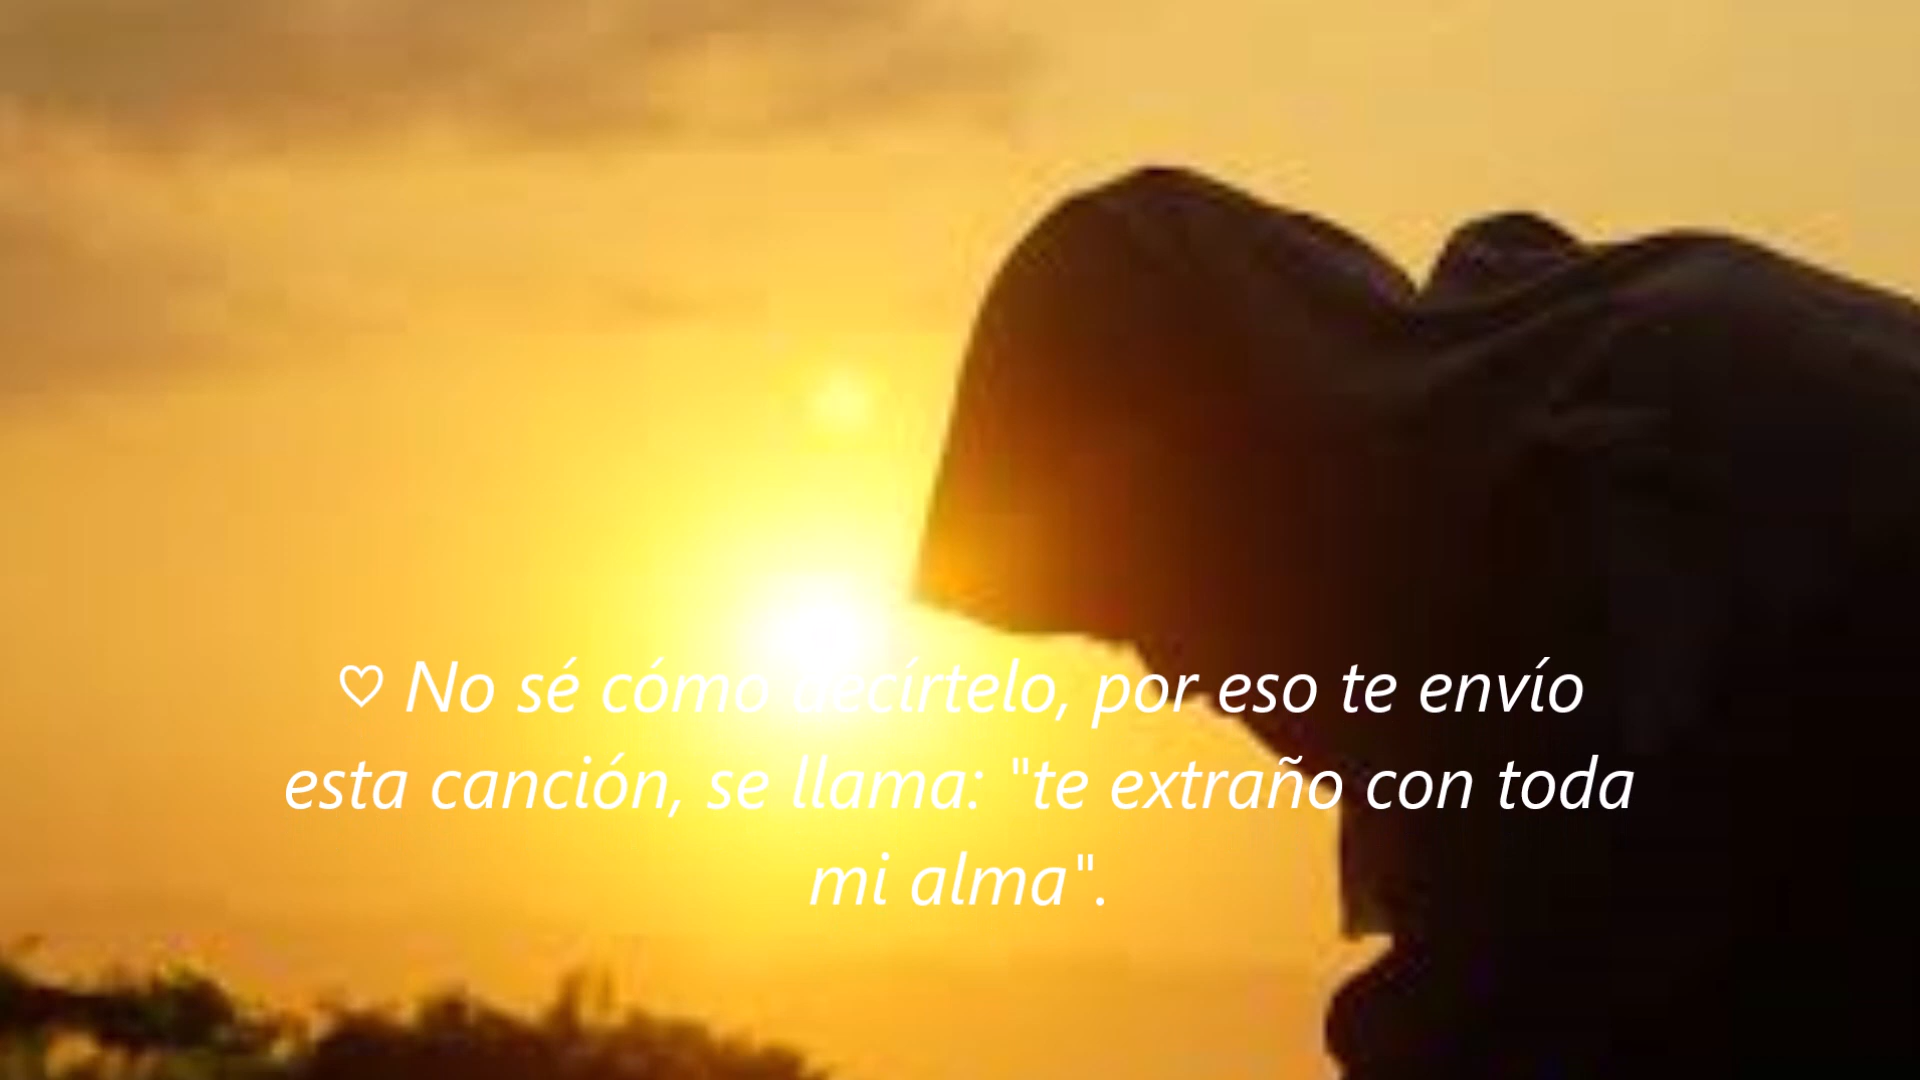 ♡ No sé cómo decírtelo, por eso te envío
esta canción, se llama: "te extraño con toda
mi alma".